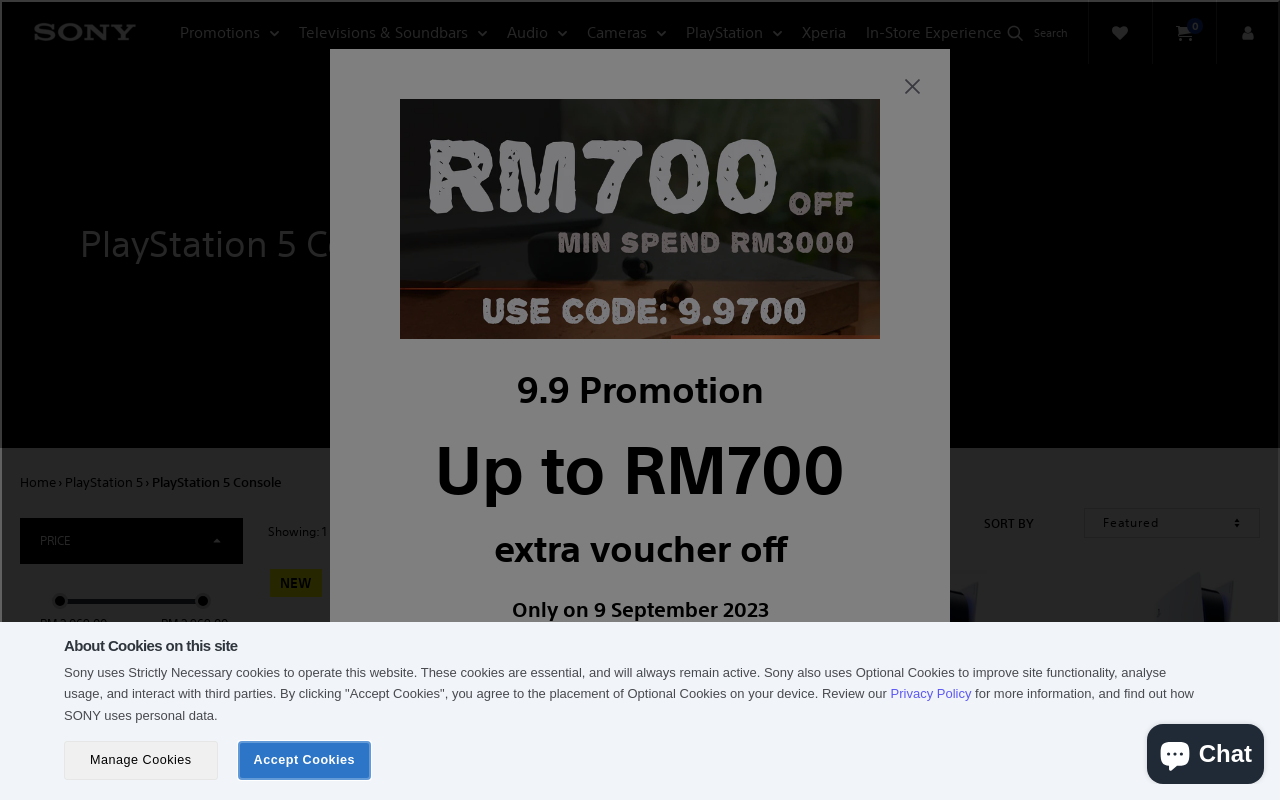 SONY
Promotions
Televisions & Soundbars
Audio
Cameras
PlayStation
Xperia
In-Store Experience
Search
0
PlayStation 5 Co
RM700 OFF
MIN SPEND RM3000
USE CODE: 9.9700
9.9 Promotion
Up to RM700
extra voucher off
Only on 9 September 2023
Home › PlayStation 5 › PlayStation 5 Console
PRICE
Showing: 1
SORT BY
Featured
NEW
About Cookies on this site
Sony uses Strictly Necessary cookies to operate this website. These cookies are essential, and will always remain active. Sony also uses Optional Cookies to improve site functionality, analyse
usage, and interact with third parties. By clicking "Accept Cookies", you agree to the placement of Optional Cookies on your device. Review our Privacy Policy for more information, and find out how
SONY uses personal data.
Manage Cookies
Accept Cookies
Chat